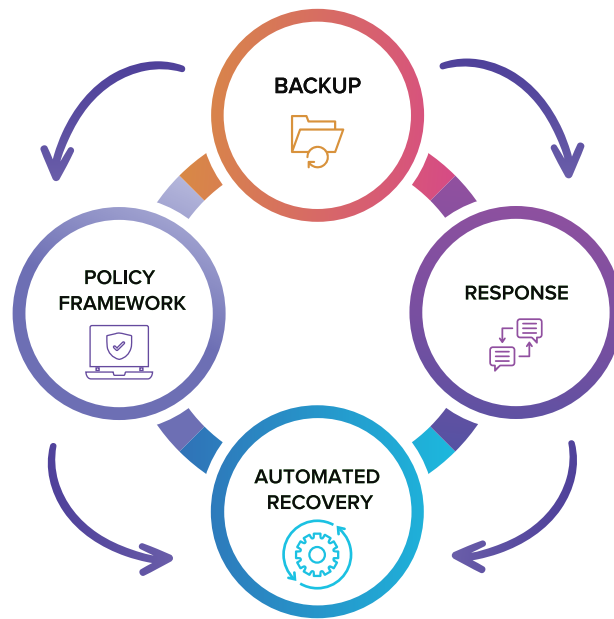 BACKUP
POLICY
FRAMEWORK
RESPONSE
AUTOMATED
RECOVERY